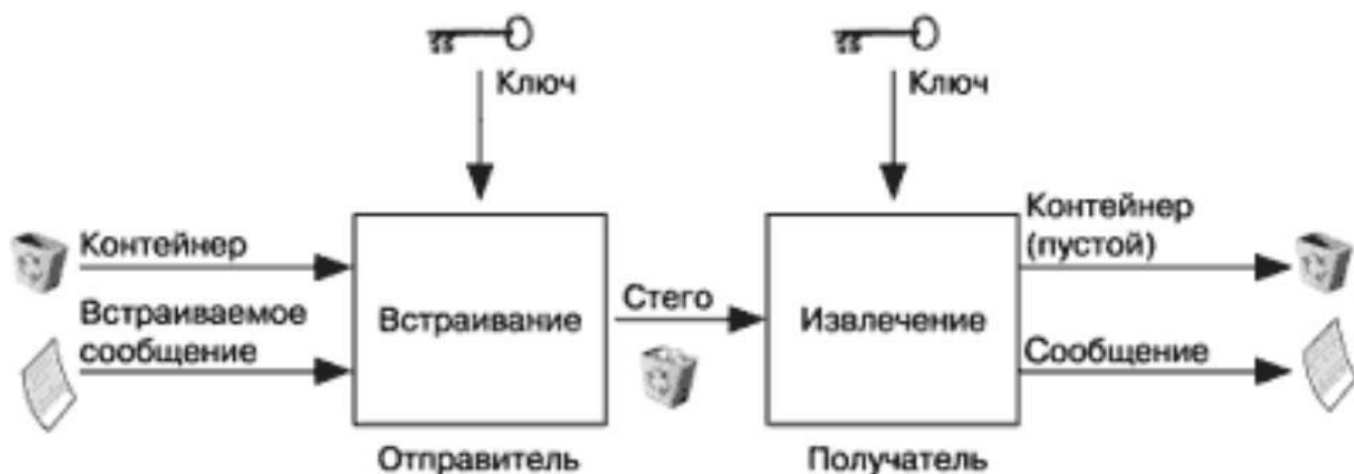 Ключ
Ключ
Контейнер
Встраиваемое
сообщение
Встраивание
Стего
Извлечение
Контейнер
(пустой)
Сообщение
Отправитель
Получатель